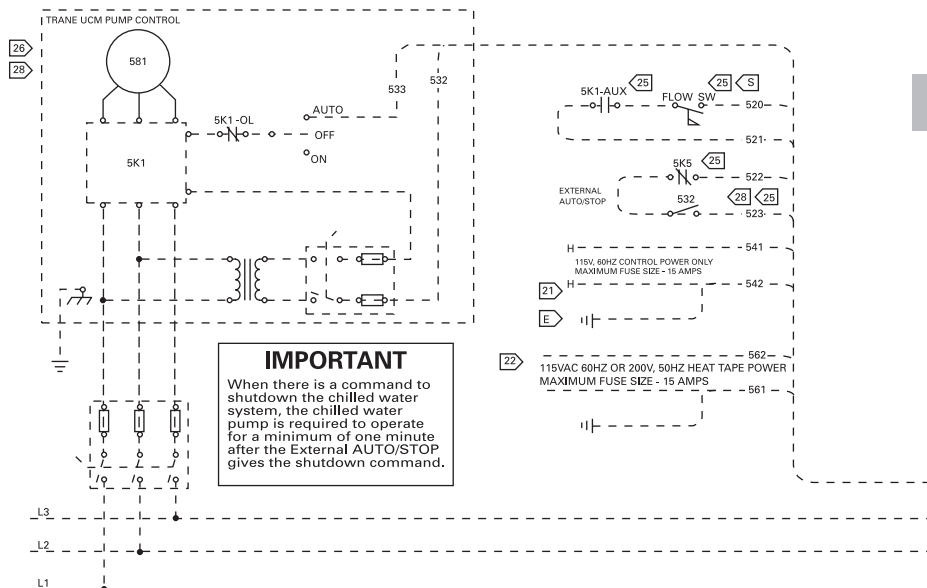 TRANE UCM PUMP CONTROL
26
28
581
5K1
5K1-OL
AUTO
OFF
ON
533
532
5K1-AUX
25
FLOW SW
25
S
520
521
5K5
25
522
EXTERNAL
AUTO/STOP
532
28
25
523
H
541
115V, 60HZ CONTROL POWER ONLY
MAXIMUM FUSE SIZE - 15 AMPS
21
H
542
E
22
562
115VAC 60HZ OR 200V, 50HZ HEAT TAPE POWER
MAXIMUM FUSE SIZE - 15 AMPS
561
IMPORTANT
When there is a command to
shutdown the chilled water
system, the chilled water
pump is required to operate
for a minimum of one minute
after the External AUTO/STOP
gives the shutdown command.
L3
L2
L1